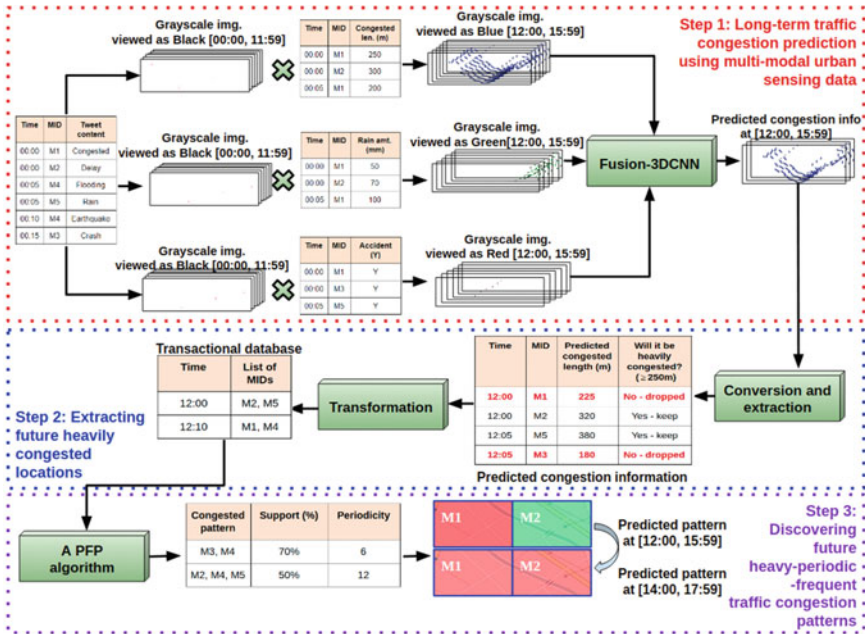 Grayscale img.
viewed as Black [00:00, 11:59]
Time MID Congested len. (m)
00:00 M1 250
00:00 M2 300
00:05 M1 200
Grayscale img.
viewed as Blue [12:00, 15:59]
Step 1: Long-term traffic
congestion prediction
using multi-modal urban
sensing data
Time MID Tweet content
00:00 M1 Congested
00:00 M2 Delay
00:05 M4 Flooding
00:05 M5 Rain
00:10 M4 Earthquake
00:15 M3 Crash
Grayscale img.
viewed as Black [00:00, 11:59]
Time MID Rain amt. (mm)
00:00 M1 50
00:00 M2 70
00:05 M1 100
Grayscale img.
viewed as Green[12:00, 15:59]
Fusion-3DCNN
Predicted congestion info
at [12:00, 15:59]
Grayscale img.
viewed as Black [00:00, 11:59]
Time MID Accident (Y)
00:00 M1 Y
00:00 M3 Y
00:05 M5 Y
Grayscale img.
viewed as Red [12:00, 15:59]
Step 2: Extracting
future heavily
congested
locations
Transactional database
Time List of MIDs
12:00 M2, M5
12:10 M1, M4
Transformation
Time MID Predicted congested length (m) Will it be heavily congested? (≥250m)
12:00 M1 225 No - dropped
12:00 M2 320 Yes - keep
12:05 M5 380 Yes - keep
12:05 M3 180 No - dropped
Predicted congestion information
Conversion and
extraction
A PFP
algorithm
Congested pattern Support (%) Periodicity
M3, M4 70% 6
M2, M4, M5 50% 12
M1 M2
M1 M2
Predicted pattern
at [12:00, 15:59]
Predicted pattern
at [14:00, 17:59]
Step 3:
Discovering
future
heavy-periodic
-frequent
traffic congestion
patterns